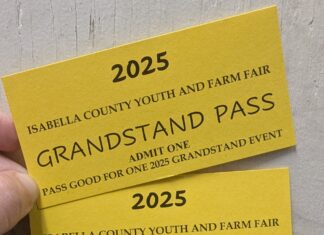 2025
ISABELLA COUNTY YOUTH AND FARM FAIR
GRANDSTAND PASS
ADMIT ONE
PASS GOOD FOR ONE 2025 GRANDSTAND EVENT
2025
ISABELLA COUNTY YOUTH AND FARM FAIR